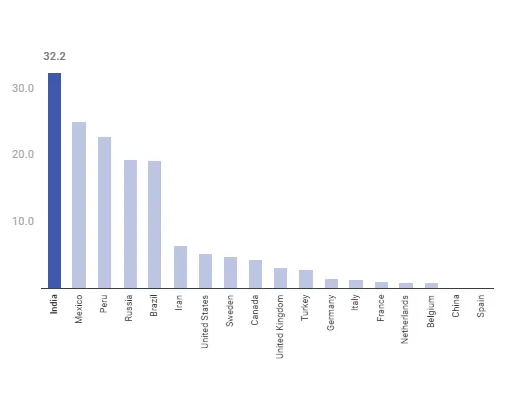 32.2
30.0
20.0
10.0
India
Mexico
Peru
Russia
Brazil
Iran
United States
Sweden
Canada
United Kingdom
Turkey
Germany
Italy
France
Netherlands
Belgium
China
Spain